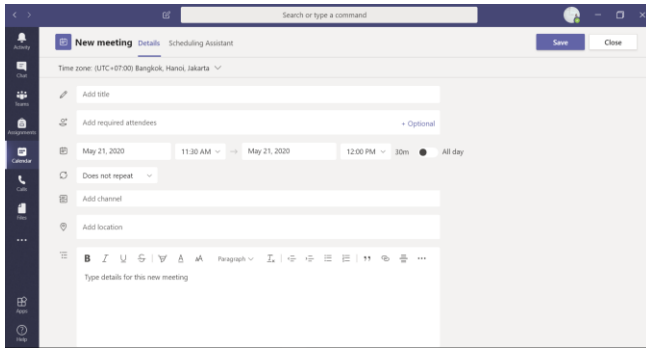 Search or type a command
Activity
Chat
Teams
Assignments
Calendar
Calls
Files
Apps
Help
New meeting Details Scheduling Assistant
Save Close
Time zone: (UTC+07:00) Bangkok, Hanoi, Jakarta
Add title
Add required attendees + Optional
May 21, 2020 11:30 AM → May 21, 2020 12:00 PM 30m All day
Does not repeat
Add channel
Add location
B I U S A AA Paragraph
Type details for this new meeting